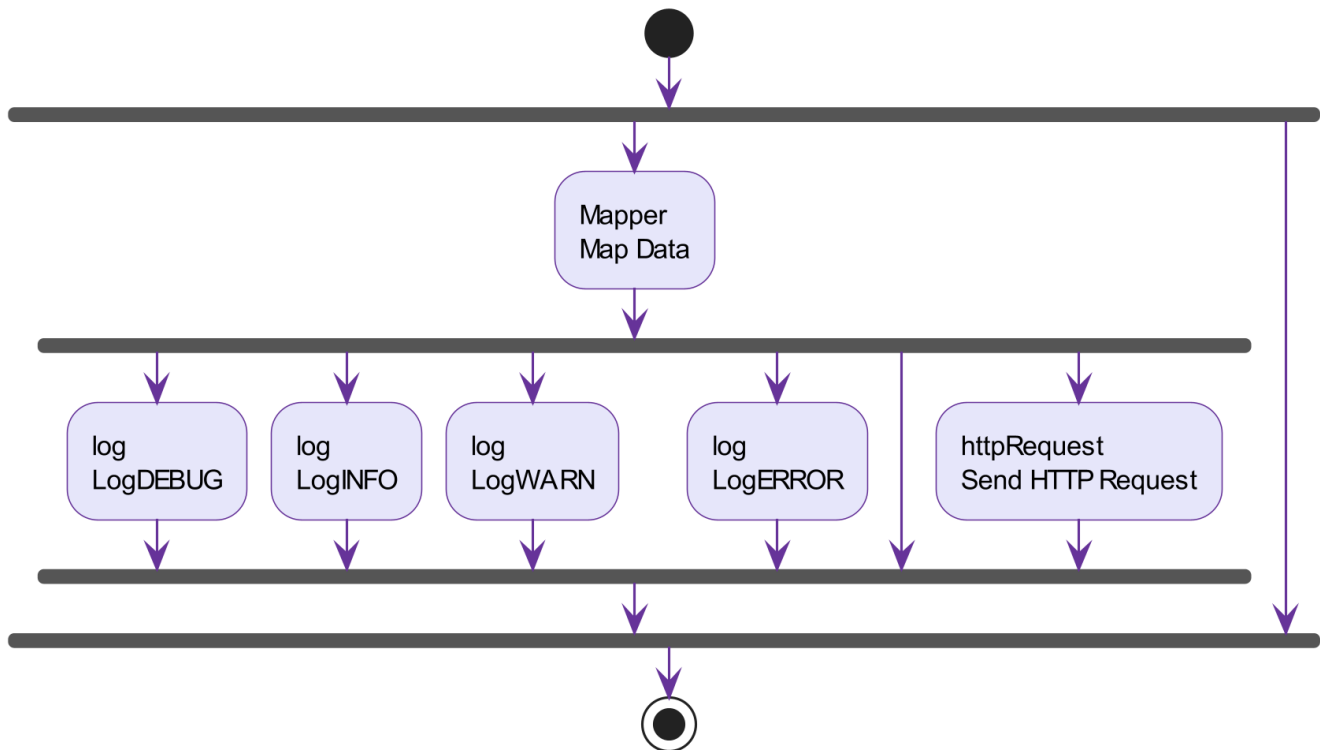 Mapper
Map Data
log
LogDEBUG
log
LogINFO
log
LogWARN
log
LogERROR
httpRequest
Send HTTP Request